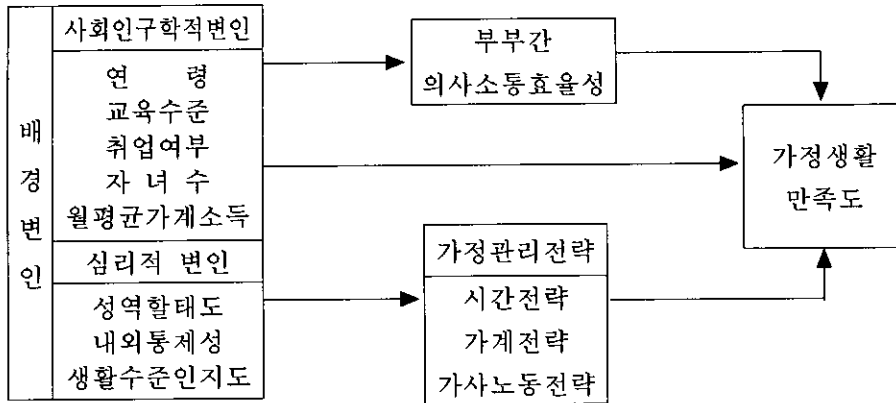 배경변인
사회인구학적변인
연 령
교육수준
취업여부
자 녀 수
월평균가계소득
심리적 변인
성역할태도
내외통제성
생활수준인지도
부부간
의사소통효율성
가정관리전략
시간전략
가계전략
가사노동전략
가정생활
만족도